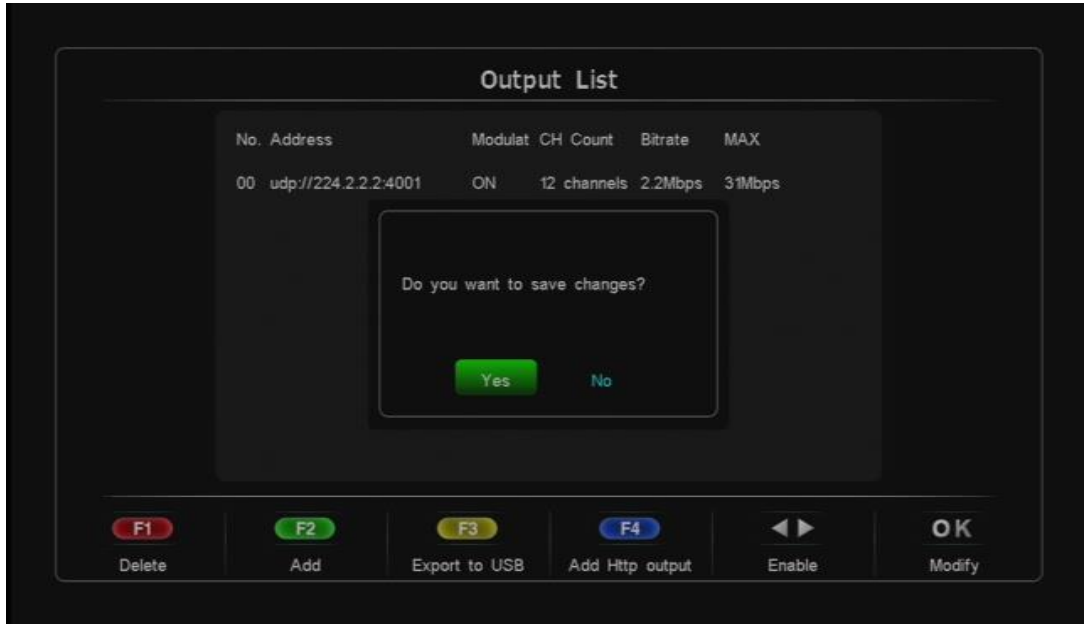 Output List
No. Address Modulat CH Count Bitrate MAX
00 udp://224.2.2.2:4001 ON 12 channels 2.2Mbps 31Mbps
Do you want to save changes?
Yes No
F1 F2 F3 F4 OK
Delete Add Export to USB Add Http output Enable Modify